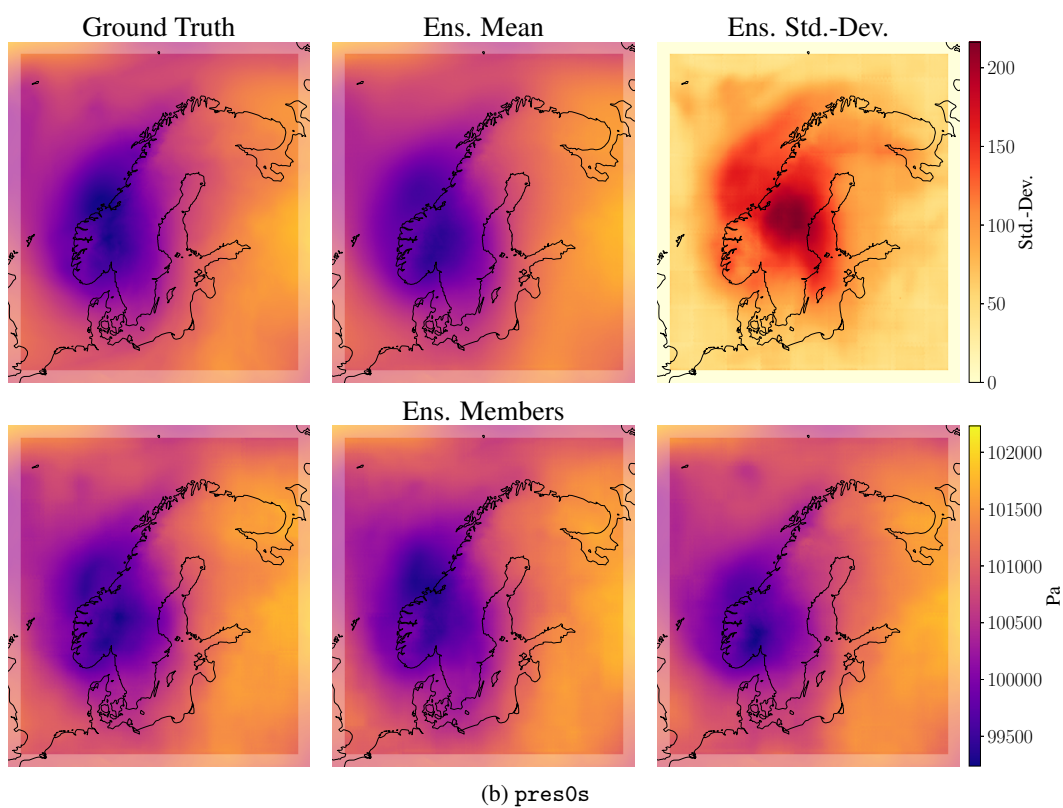 Ground Truth
Ens. Mean
Ens. Std.-Dev.
200
150
100
50
0
Std.-Dev.
Ens. Members
102000
101500
101000
100500
100000
99500
Pa
(b) pres0s